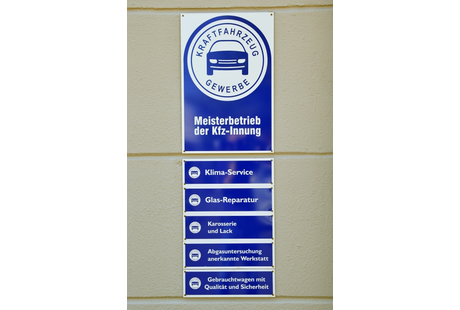 KRAFTFAHRZEUG
GEWERBE
Meisterbetrieb
der Kfz-Innung
Klima-Service
Glas-Reparatur
Karosserie
und Lack
Abgasuntersuchung
anerkannte Werkstatt
Gebrauchtwagen mit
Qualität und Sicherheit